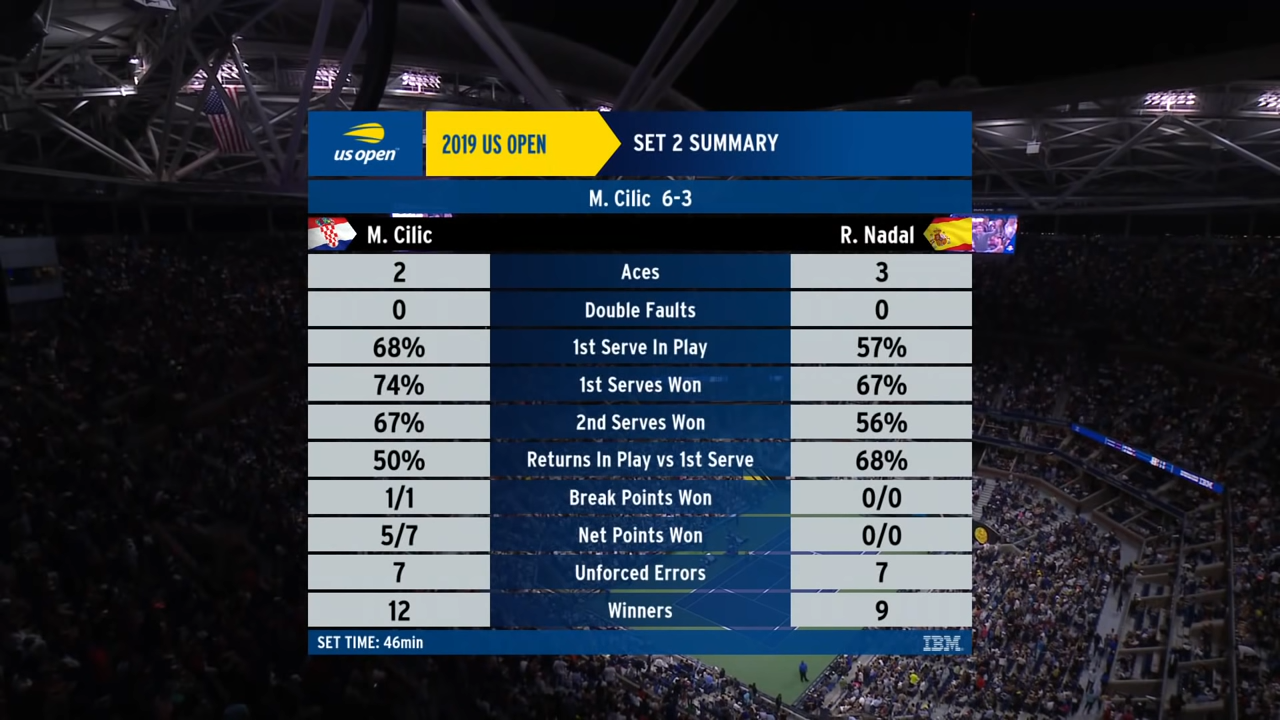 us open
2019 US OPEN
SET 2 SUMMARY
M. Cilic 6-3
M. Cilic R. Nadal
2 Aces 3
0 Double Faults 0
68% 1st Serve In Play 57%
74% 1st Serves Won 67%
67% 2nd Serves Won 56%
50% Returns In Play vs 1st Serve 68%
1/1 Break Points Won 0/0
5/7 Net Points Won 0/0
7 Unforced Errors 7
12 Winners 9
SET TIME: 46min IBM
IBM